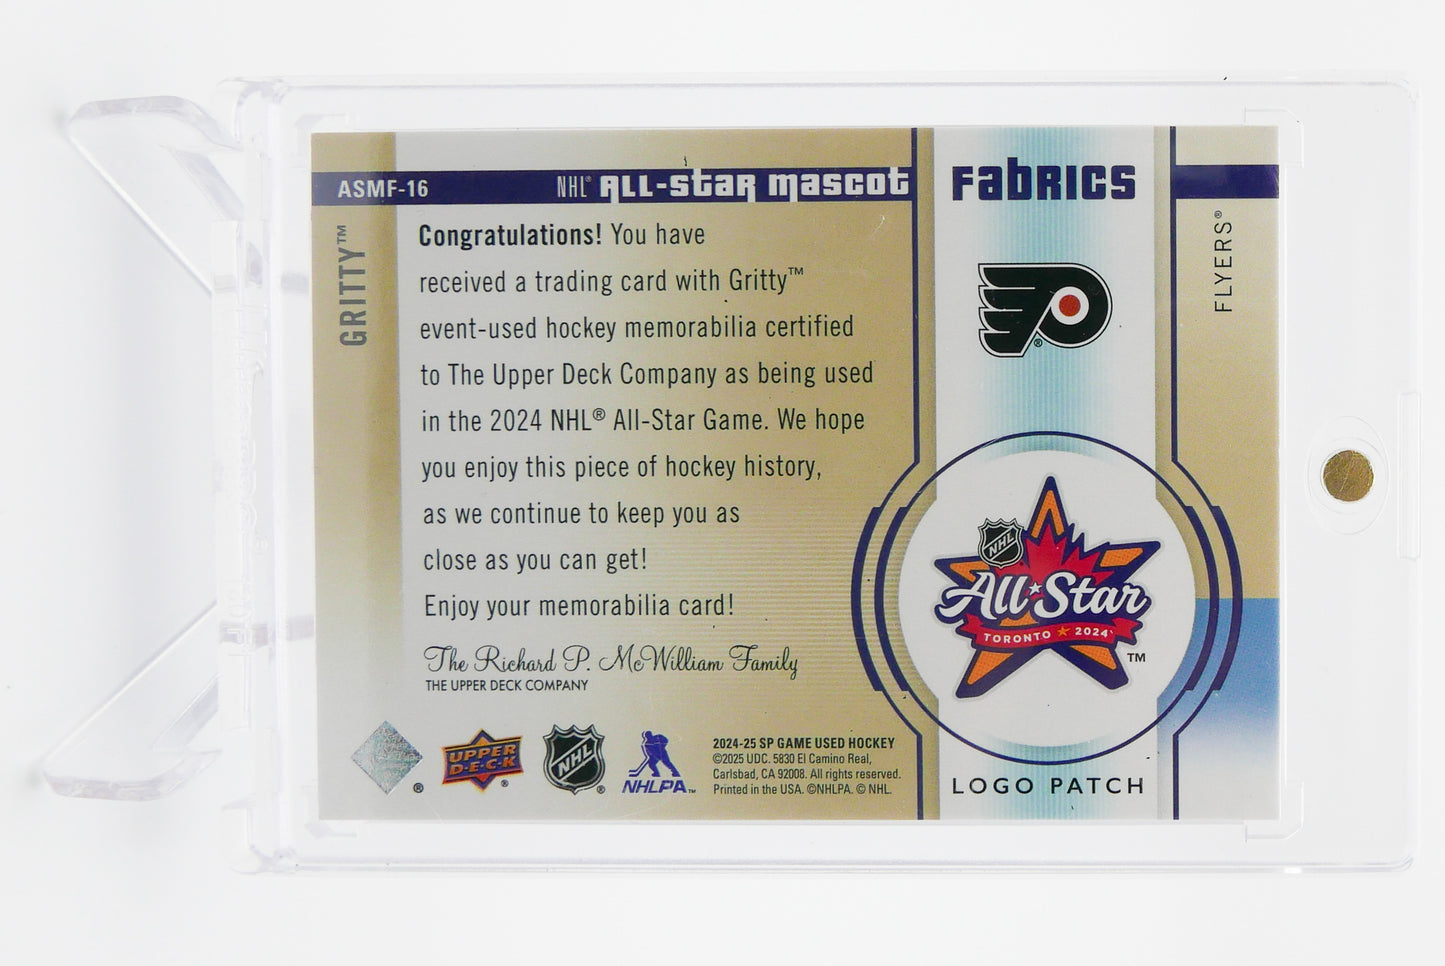 ASMF-16
NHL® ALL-STAR MASCOT
FABRICS
GRITTY™
FLYERS®
Congratulations! You have
received a trading card with Gritty™
event-used hockey memorabilia certified
to The Upper Deck Company as being used
in the 2024 NHL® All-Star Game. We hope
you enjoy this piece of hockey history,
as we continue to keep you as
close as you can get!
Enjoy your memorabilia card!
The Richard P. McWilliam Family
THE UPPER DECK COMPANY
®
NHL
All Star
TORONTO 2024
™
LOGO PATCH
®
UPPER
D·E·C·K
®
NHL
®
NHLPA™
2024-25 SP GAME USED HOCKEY
©2025 UDC. 5830 El Camino Real,
Carlsbad, CA 92008. All rights reserved.
Printed in the USA. ©NHLPA. © NHL.